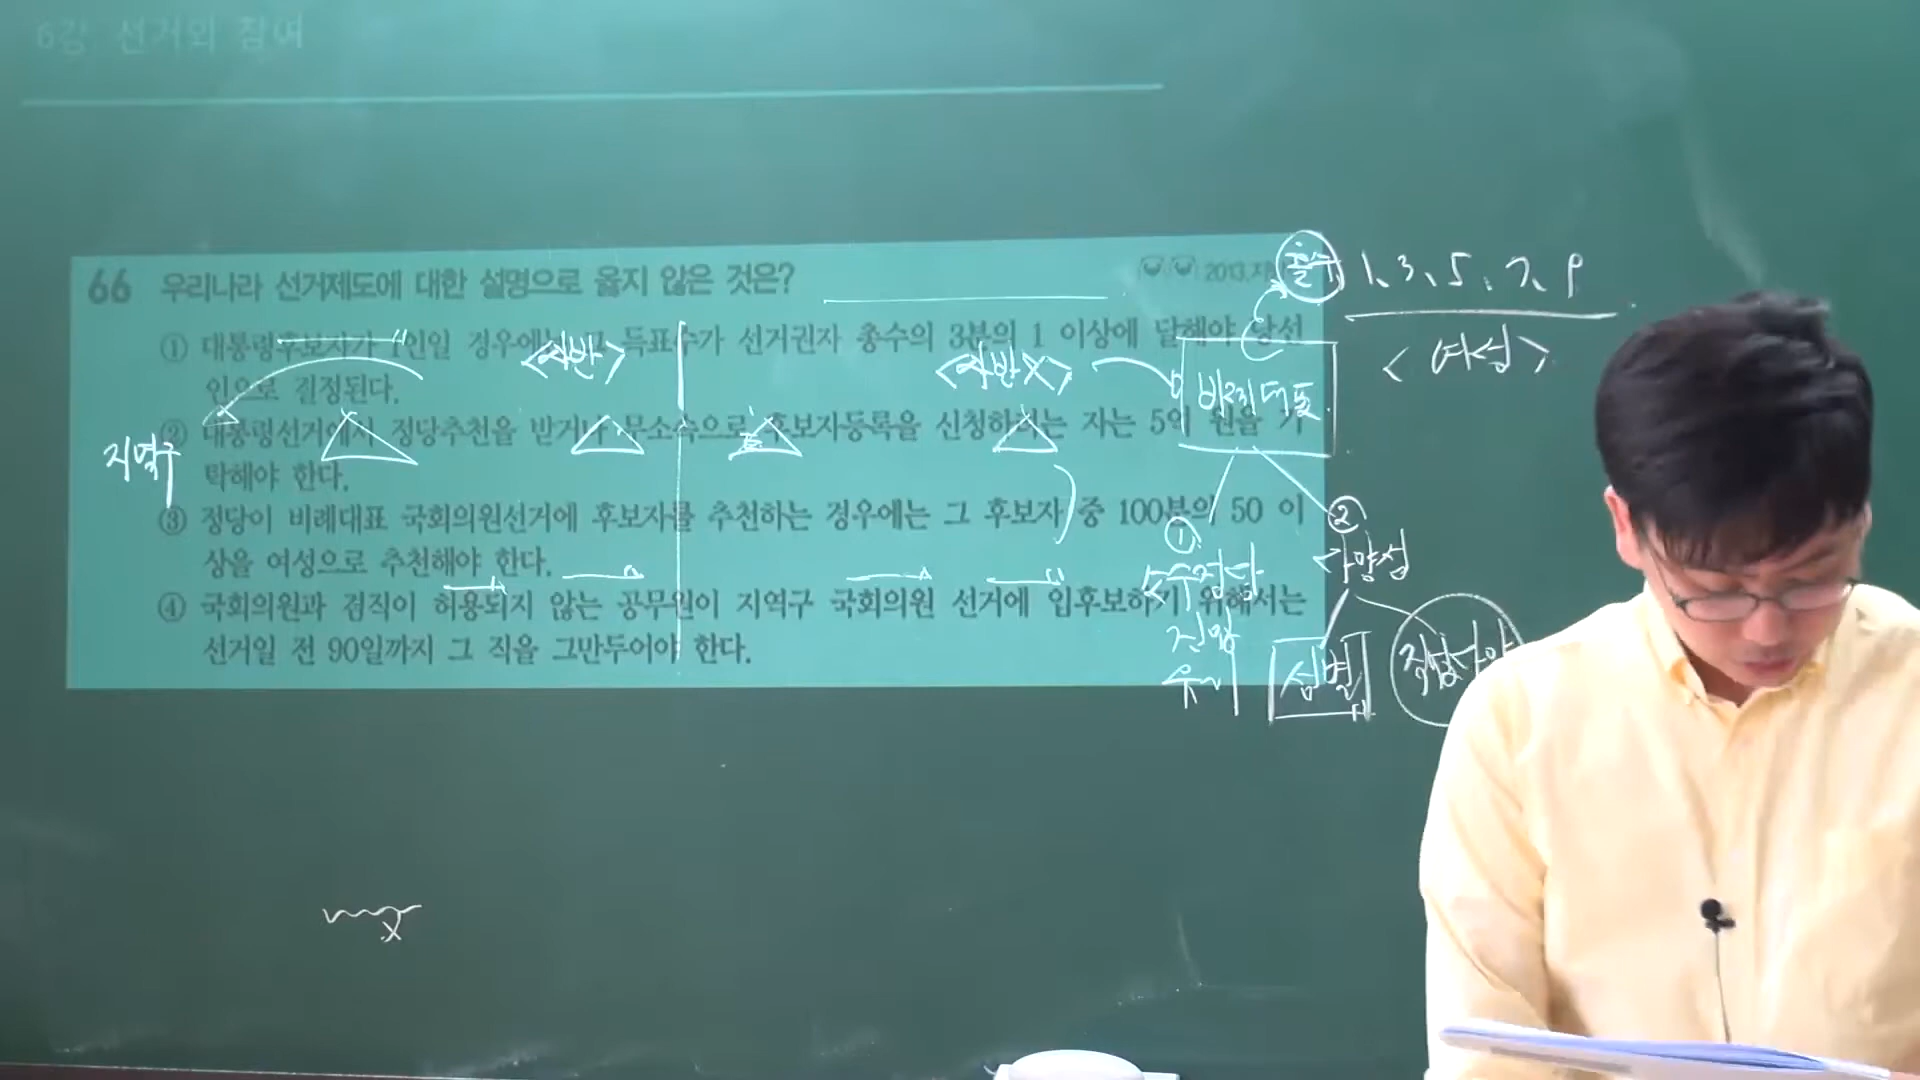 6강 선거와 참여
66 우리나라 선거제도에 대한 설명으로 옳지 않은 것은?
2013.지
① 대통령후보자가 1인일 경우에는 득표수가 선거권자 총수의 3분의 1 이상에 달해야 당선
인으로 결정된다.
② 대통령선거에서 정당추천을 받거나 무소속으로 후보자등록을 신청하려는 자는 5억 원을 기
탁해야 한다.
③ 정당이 비례대표 국회의원선거에 후보자를 추천하는 경우에는 그 후보자 중 100분의 50 이
상을 여성으로 추천해야 한다.
④ 국회의원과 겸직이 허용되지 않는 공무원이 지역구 국회의원 선거에 입후보하기 위해서는
선거일 전 90일까지 그 직을 그만두어야 한다.
지역구
비례대표
홀수 1, 3, 5, 7, 9
<여성>
①
②
다양성
성별